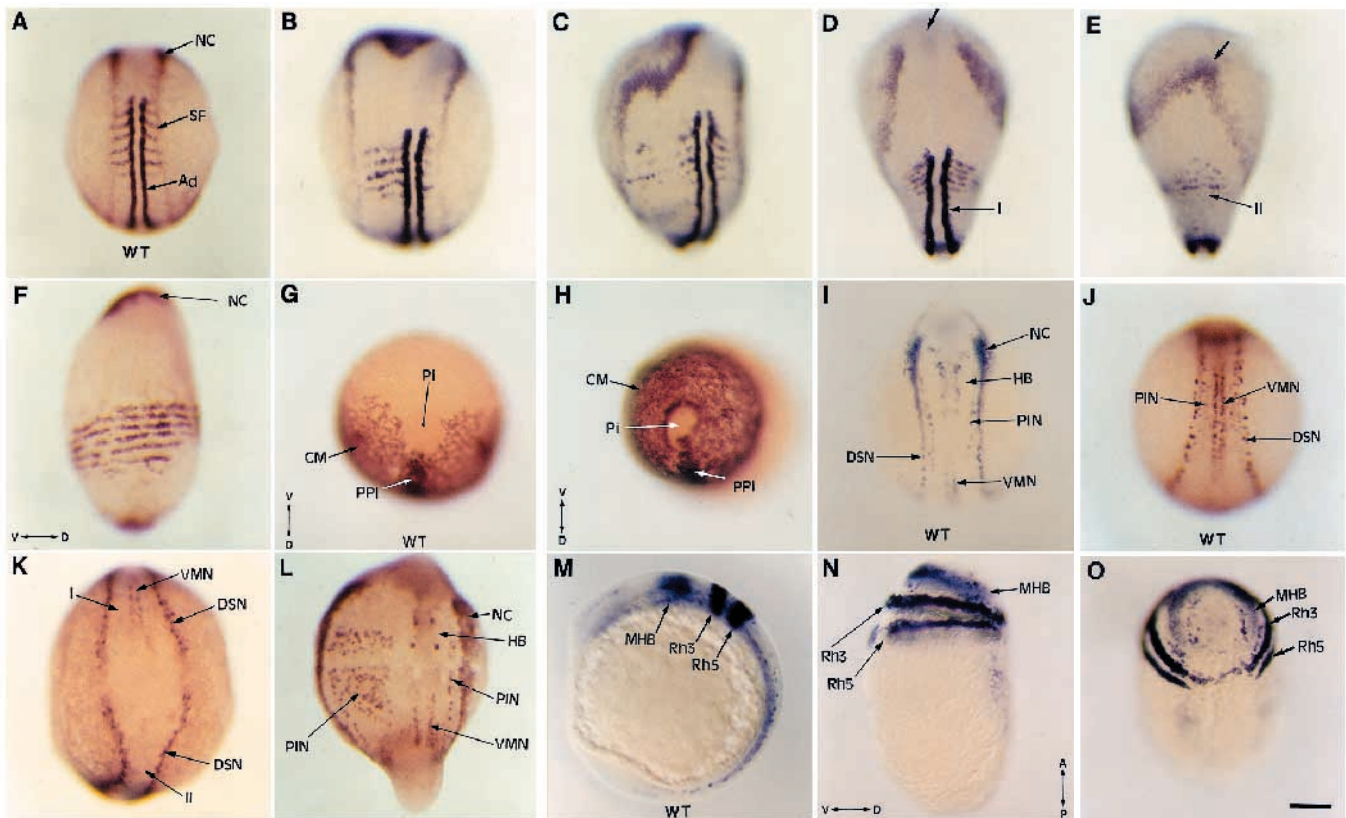 A
NC
SF
Ad
WT
B
C
D
I
E
II
F
NC
V D
G
PI
CM
PPI
V
D
WT
H
CM
Pi
PPI
V
D
I
NC
HB
PIN
DSN
VMN
WT
J
PIN
VMN
DSN
WT
K
I
VMN
DSN
DSN
II
L
NC
HB
PIN
PIN
VMN
M
MHB
Rh3
Rh5
WT
N
MHB
Rh3
Rh5
V D
A
P
O
MHB
Rh3
Rh5